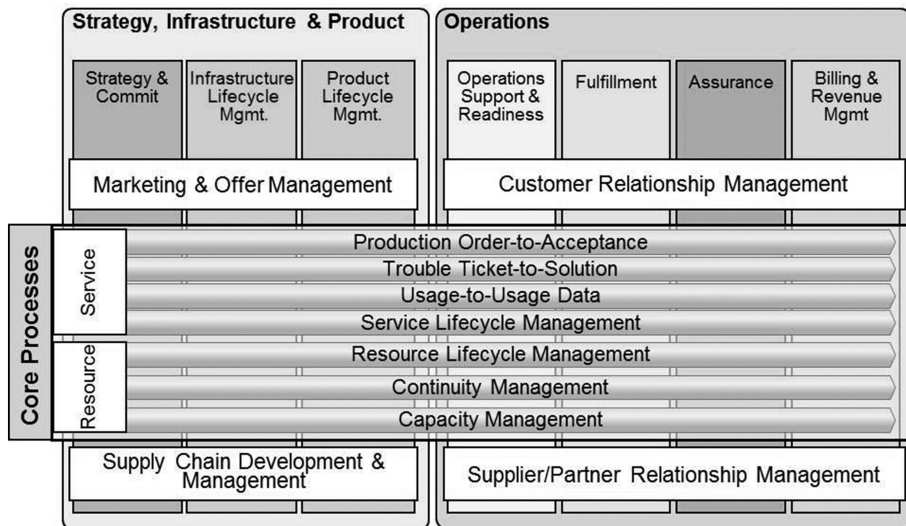 Strategy, Infrastructure & Product
Operations
Strategy &
Commit
Infrastructure
Lifecycle
Mgmt.
Product
Lifecycle
Mgmt.
Operations
Support &
Readiness
Fulfillment
Assurance
Billing &
Revenue
Mgmt
Marketing & Offer Management
Customer Relationship Management
Core Processes
Service
Production Order-to-Acceptance
Trouble Ticket-to-Solution
Usage-to-Usage Data
Service Lifecycle Management
Resource
Resource Lifecycle Management
Continuity Management
Capacity Management
Supply Chain Development &
Management
Supplier/Partner Relationship Management